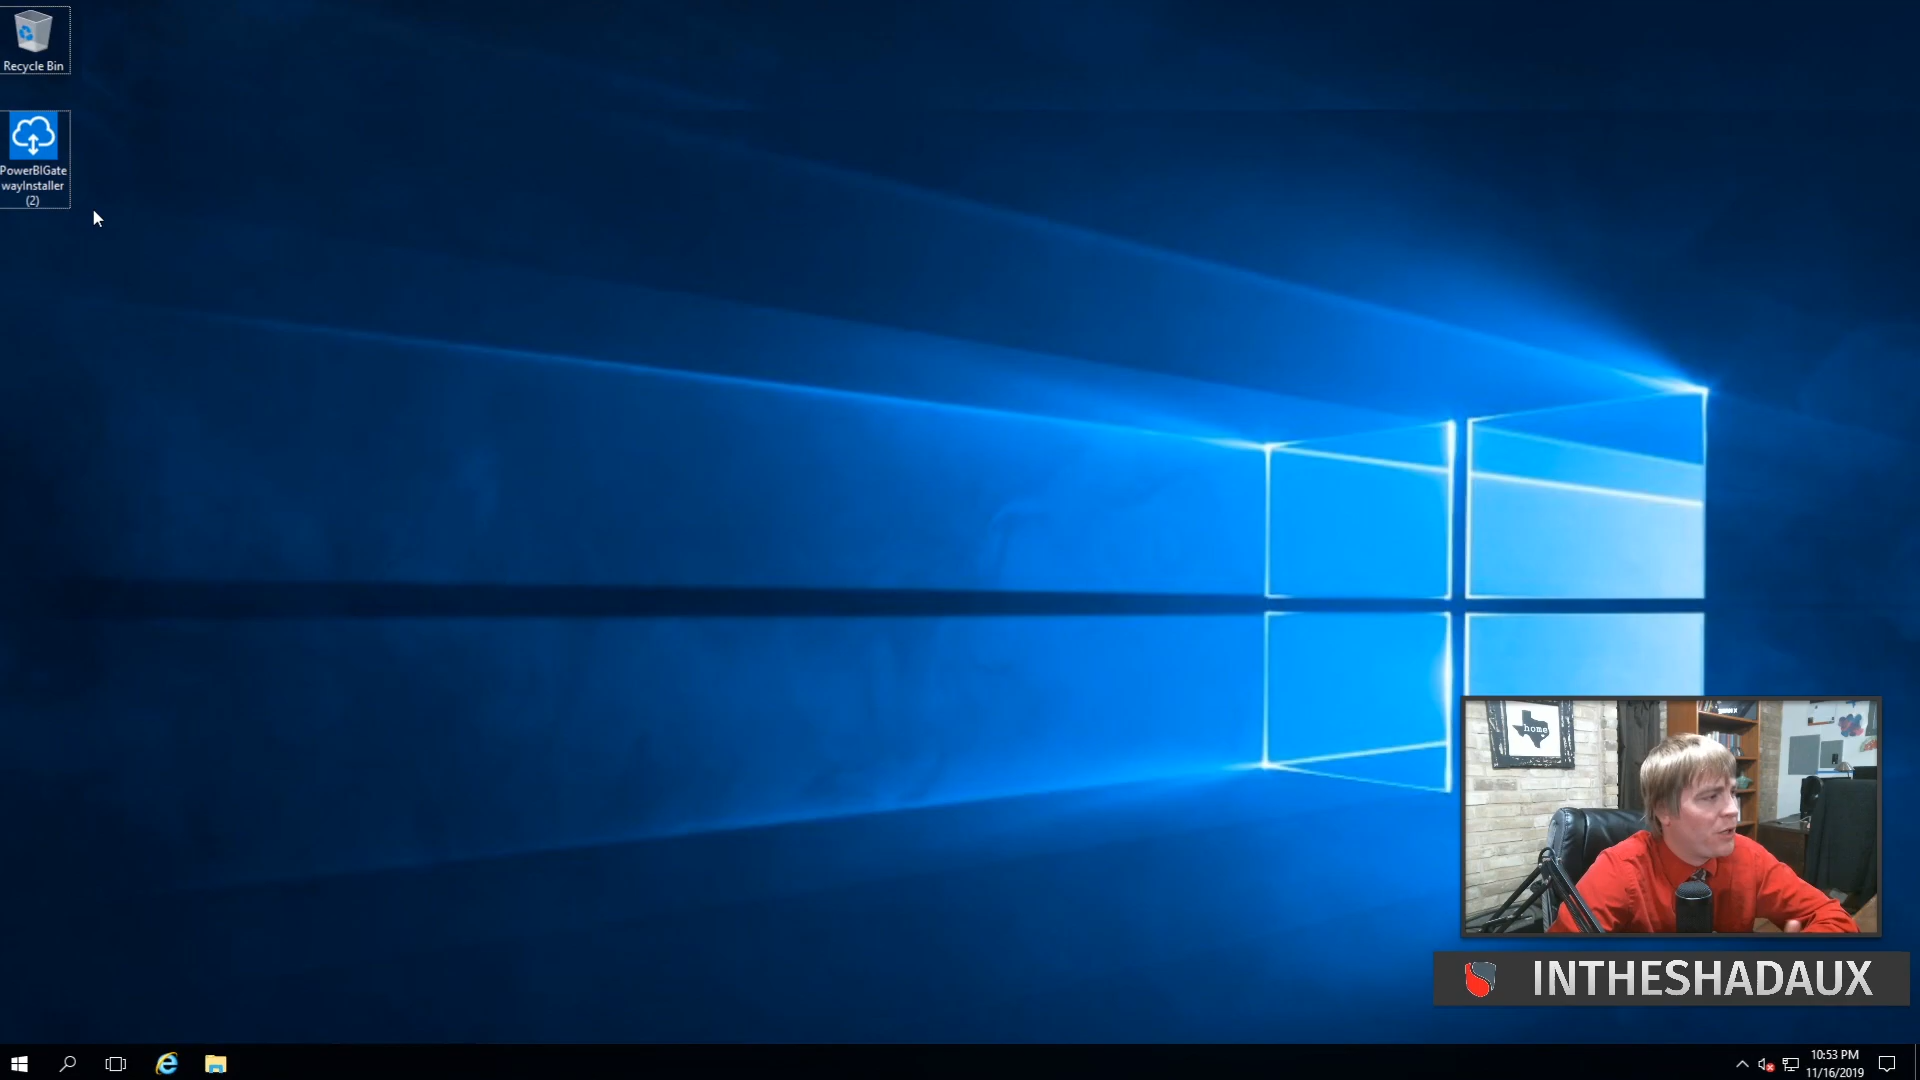 Recycle Bin
PowerBIGate
wayInstaller
(2)
home
INTHESHADAUX
10:53 PM
11/16/2019